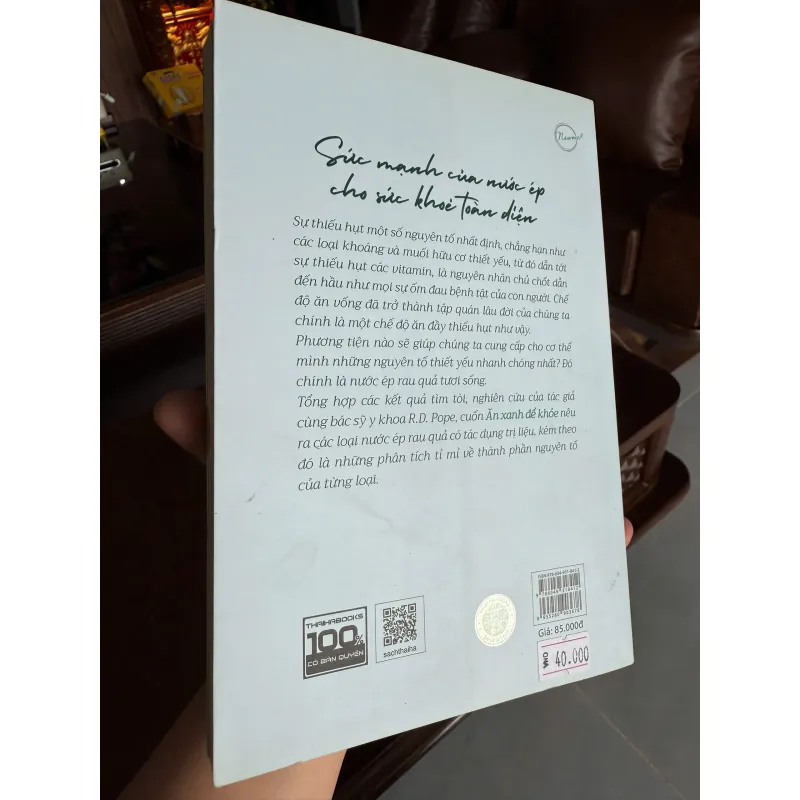 Sức mạnh của nước ép
cho sức khoẻ toàn diện
Sự thiếu hụt một số nguyên tố nhất định, chẳng hạn như
các loại khoáng và muối hữu cơ thiết yếu, từ đó dẫn tới
sự thiếu hụt các vitamin, là nguyên nhân chủ chốt dẫn
đến hầu như mọi sự ốm đau bệnh tật của con người. Chế
độ ăn uống đã trở thành tập quán lâu đời của chúng ta
chính là một chế độ ăn đầy thiếu hụt như vậy.
Phương tiện nào sẽ giúp chúng ta cung cấp cho cơ thể
mình những nguyên tố thiết yếu nhanh chóng nhất? Đó
chính là nước ép rau quả tươi sống.
Tổng hợp các kết quả tìm tòi, nghiên cứu của tác giả
cùng bác sỹ y khoa R.D. Pope, cuốn Ăn xanh để khỏe nêu
ra các loại nước ép rau quả có tác dụng trị liệu, kèm theo
đó là những phân tích tỉ mỉ về thành phần nguyên tố
của từng loại.
THAIHABOOKS
100%
CÓ BẢN QUYỀN
sachthaiha
Giá: 85.000đ
VND 40.000